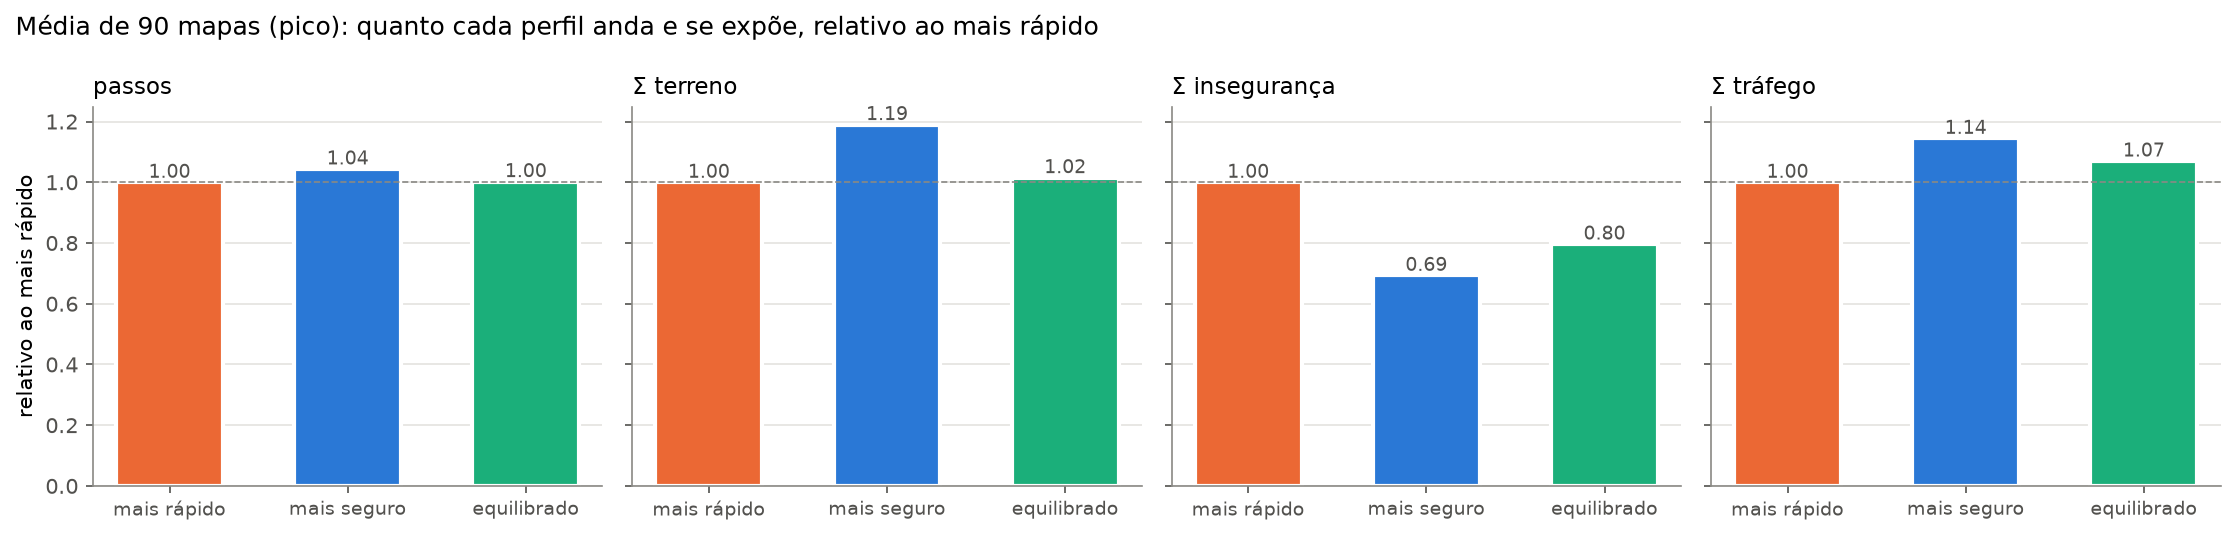 Média de 90 mapas (pico): quanto cada perfil anda e se expõe, relativo ao mais rápido
passos
relativo ao mais rápido
1.2
1.0
0.8
0.6
0.4
0.2
0.0
1.00
1.04
1.00
mais rápido
mais seguro
equilibrado
Σ terreno
1.00
1.19
1.02
mais rápido
mais seguro
equilibrado
Σ insegurança
1.00
0.69
0.80
mais rápido
mais seguro
equilibrado
Σ tráfego
1.00
1.14
1.07
mais rápido
mais seguro
equilibrado